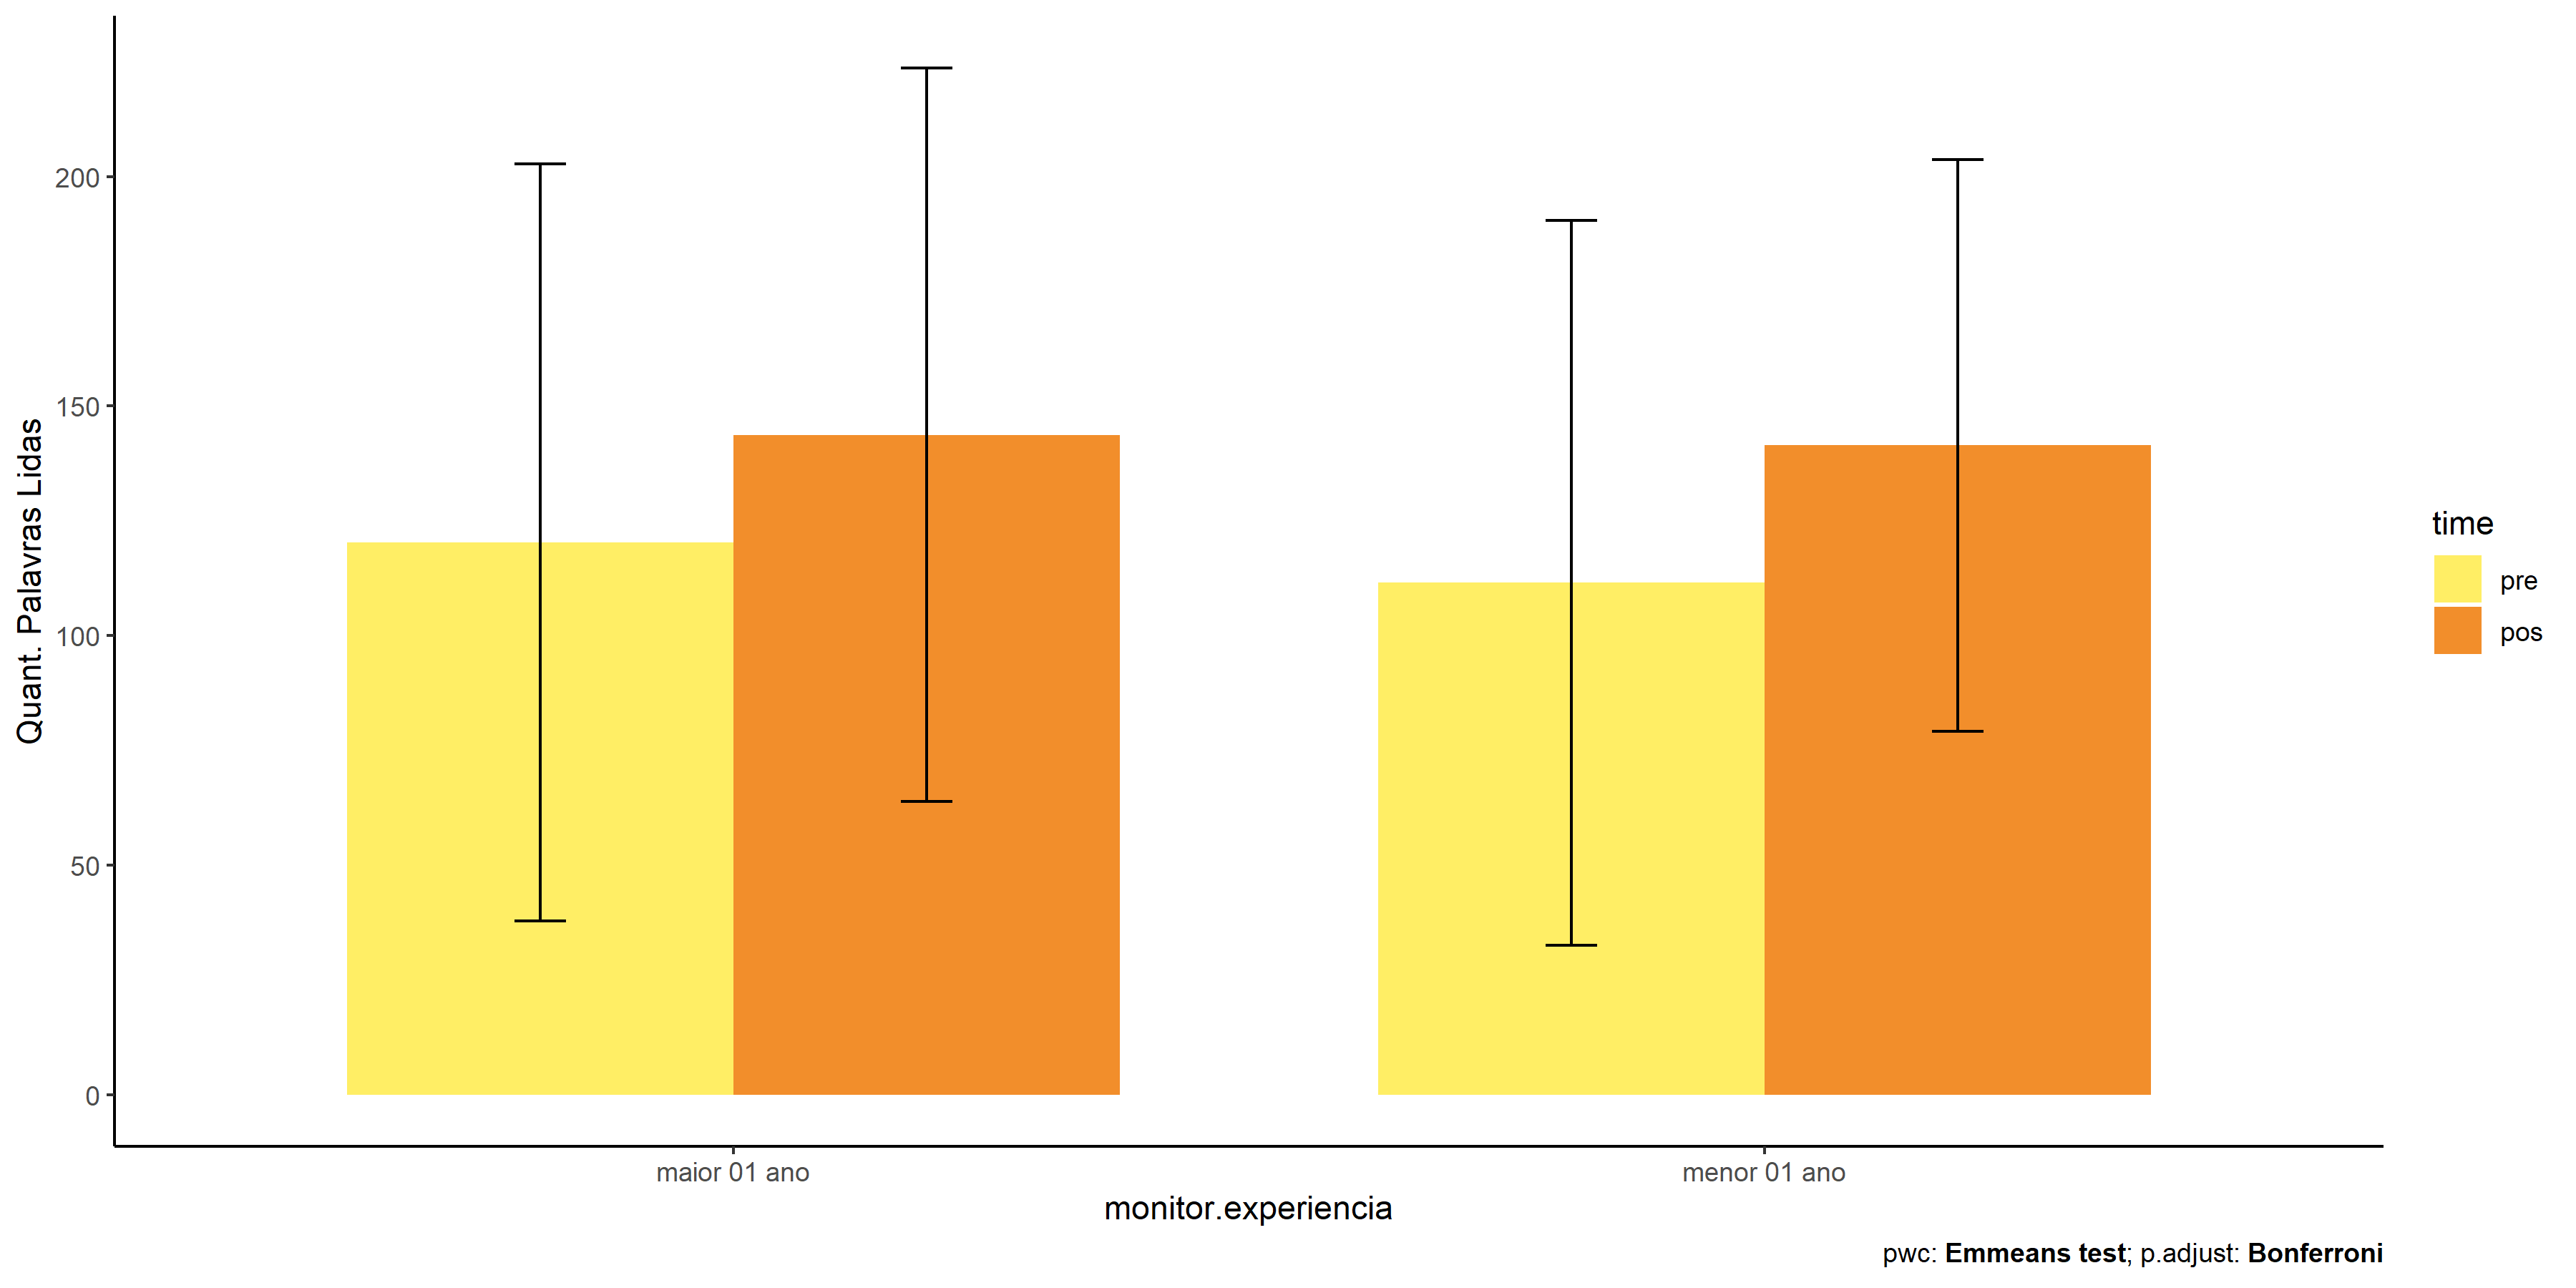 Quant. Palavras Lidas
200
150
100
50
0
maior 01 ano
menor 01 ano
monitor.experiencia
time
pre
pos
pwc: Emmeans test; p.adjust: Bonferroni